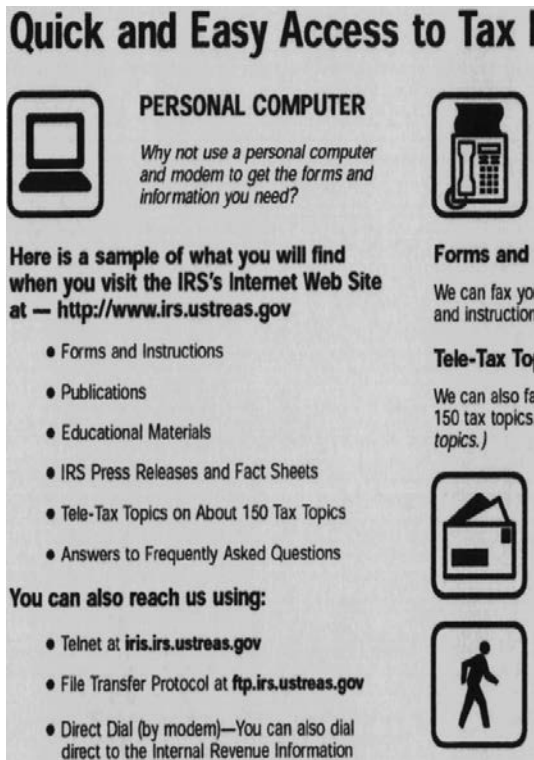 Quick and Easy Access to Tax
PERSONAL COMPUTER
Why not use a personal computer
and modem to get the forms and
information you need?
Here is a sample of what you will find
when you visit the IRS's Internet Web Site
at — http://www.irs.ustreas.gov
● Forms and Instructions
● Publications
● Educational Materials
● IRS Press Releases and Fact Sheets
● Tele-Tax Topics on About 150 Tax Topics
● Answers to Frequently Asked Questions
You can also reach us using:
● Telnet at iris.irs.ustreas.gov
● File Transfer Protocol at ftp.irs.ustreas.gov
● Direct Dial (by modem)—You can also dial
direct to the Internal Revenue Information
Forms and
We can fax yo
and instruction
Tele-Tax To
We can also fa
150 tax topics
topics.)